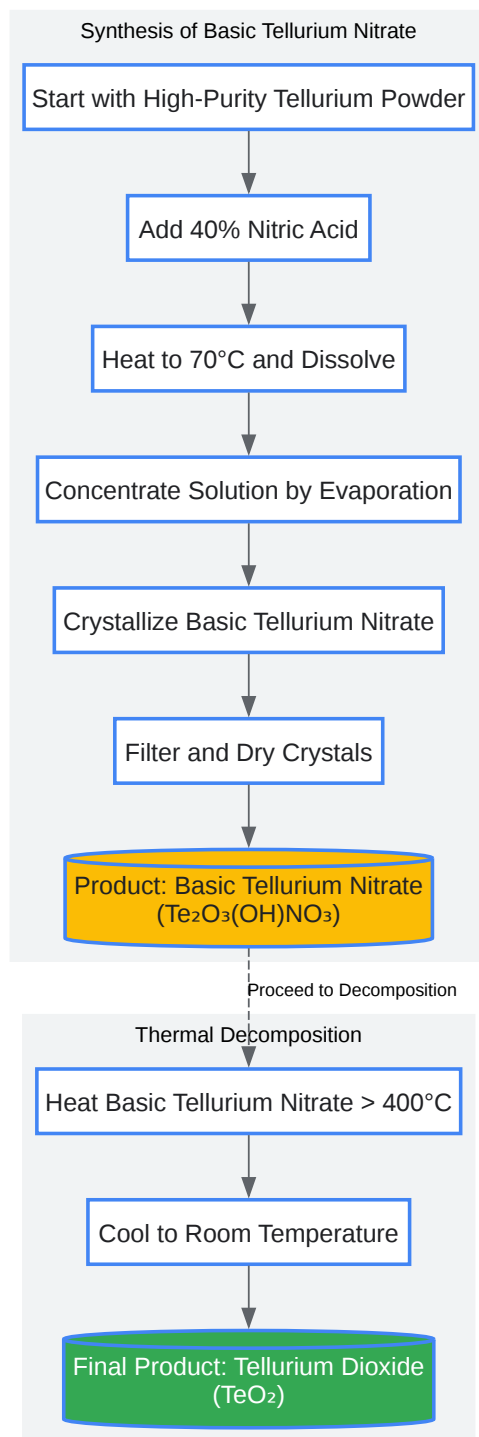 Synthesis of Basic Tellurium Nitrate
Start with High-Purity Tellurium Powder
Add 40% Nitric Acid
Heat to 70°C and Dissolve
Concentrate Solution by Evaporation
Crystallize Basic Tellurium Nitrate
Filter and Dry Crystals
Product: Basic Tellurium Nitrate
(Te₂O₃(OH)NO₃)
Proceed to Decomposition
Thermal Decomposition
Heat Basic Tellurium Nitrate > 400°C
Cool to Room Temperature
Final Product: Tellurium Dioxide
(TeO₂)